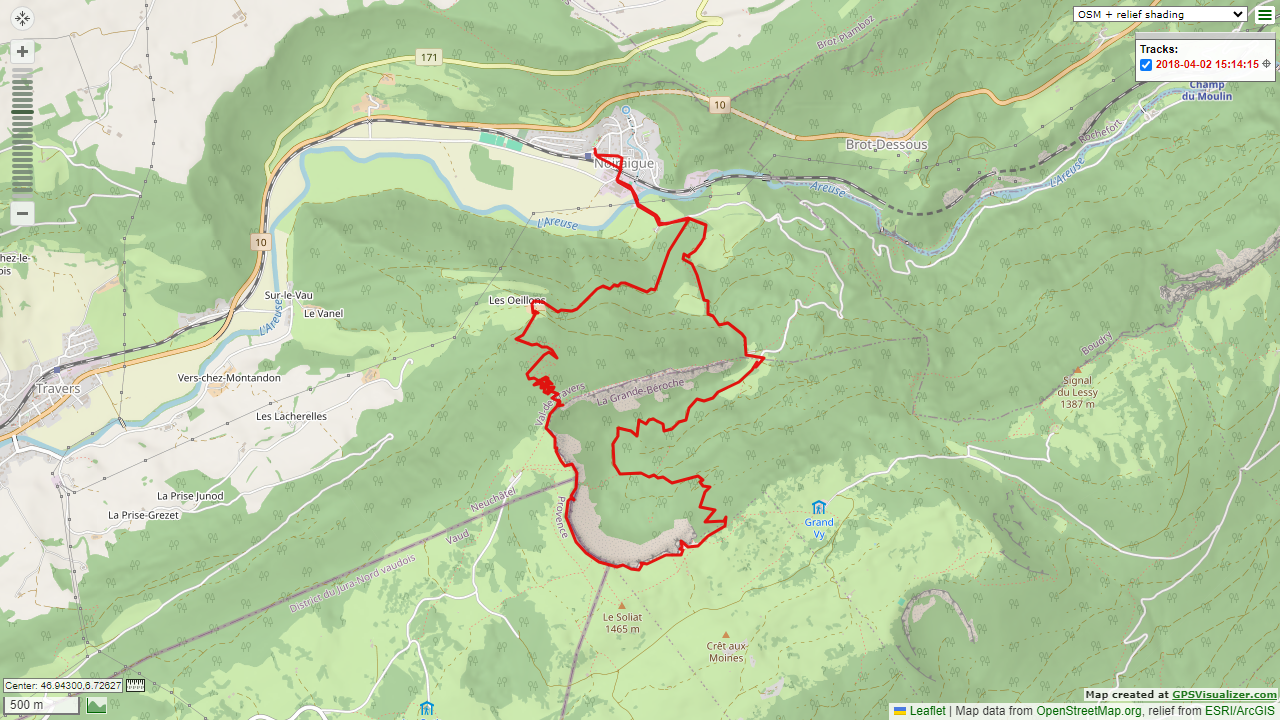 OSM + relief shading
Tracks:
2018-04-02 15:14:15
Brot-Plamboz
171
10
Champ
du Moulin
Rochefort
Brot-Dessous
Noiraigue
L'Areuse
L'Areuse
L'Areuse
L'Areuse
10
hez-le-
ois
Sur-le-Vau
Le Vanel
Les Oeillons
Boudry
Travers
Vers-chez-Montandon
Val-de-Travers
La Grande-Béroche
Signal
du Lessy
1387 m
Les Lacherelles
La Prise Junod
La Prise-Grezet
Neuchâtel
Vaud
Provence
Grand
Vy
District du Jura-Nord vaudois
Le Soliat
1465 m
Crêt aux
Moines
Center: 46.94300,6.72627
500 m
Map created at GPSVisualizer.com
Leaflet | Map data from OpenStreetMap.org, relief from ESRI/ArcGIS